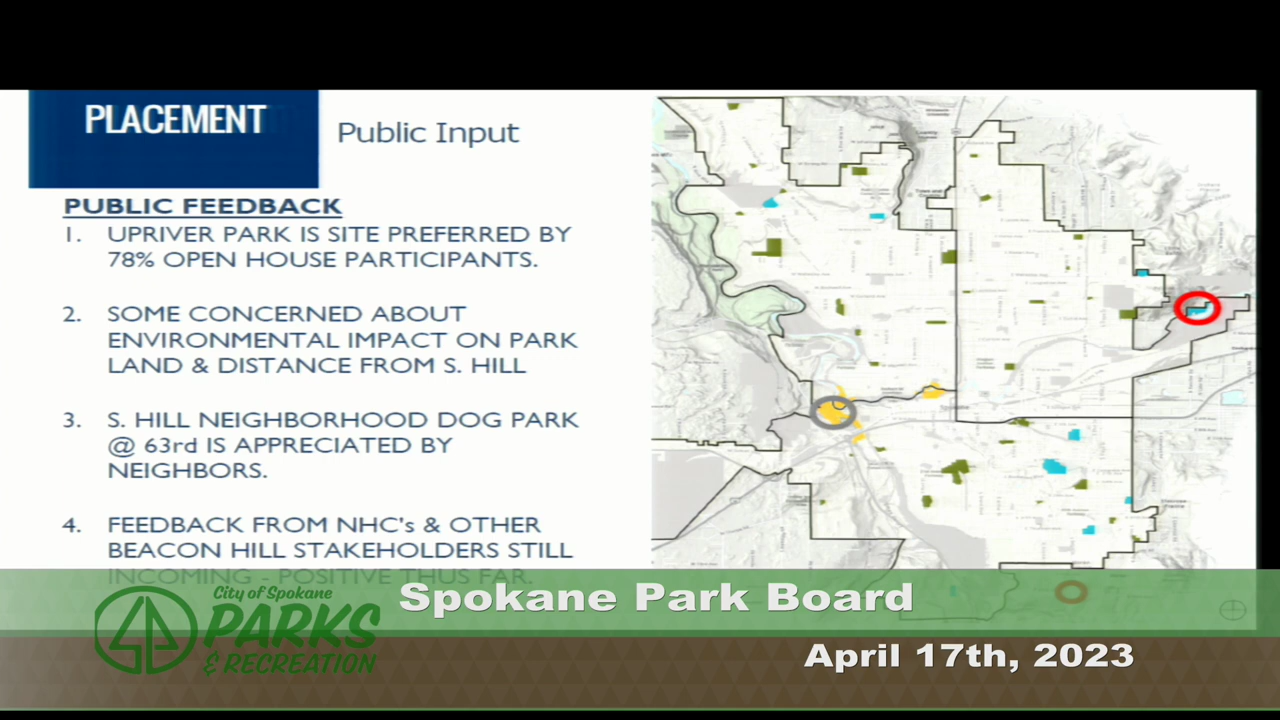 PLACEMENT
Public Input
PUBLIC FEEDBACK
1. UPRIVER PARK IS SITE PREFERRED BY
78% OPEN HOUSE PARTICIPANTS.
2. SOME CONCERNED ABOUT
ENVIRONMENTAL IMPACT ON PARK
LAND & DISTANCE FROM S. HILL
3. S. HILL NEIGHBORHOOD DOG PARK
@ 63rd IS APPRECIATED BY
NEIGHBORS.
4. FEEDBACK FROM NHC's & OTHER
BEACON HILL STAKEHOLDERS STILL
INCOMING - POSITIVE THUS FAR.
City of Spokane
PARKS
& RECREATION
Spokane Park Board
April 17th, 2023